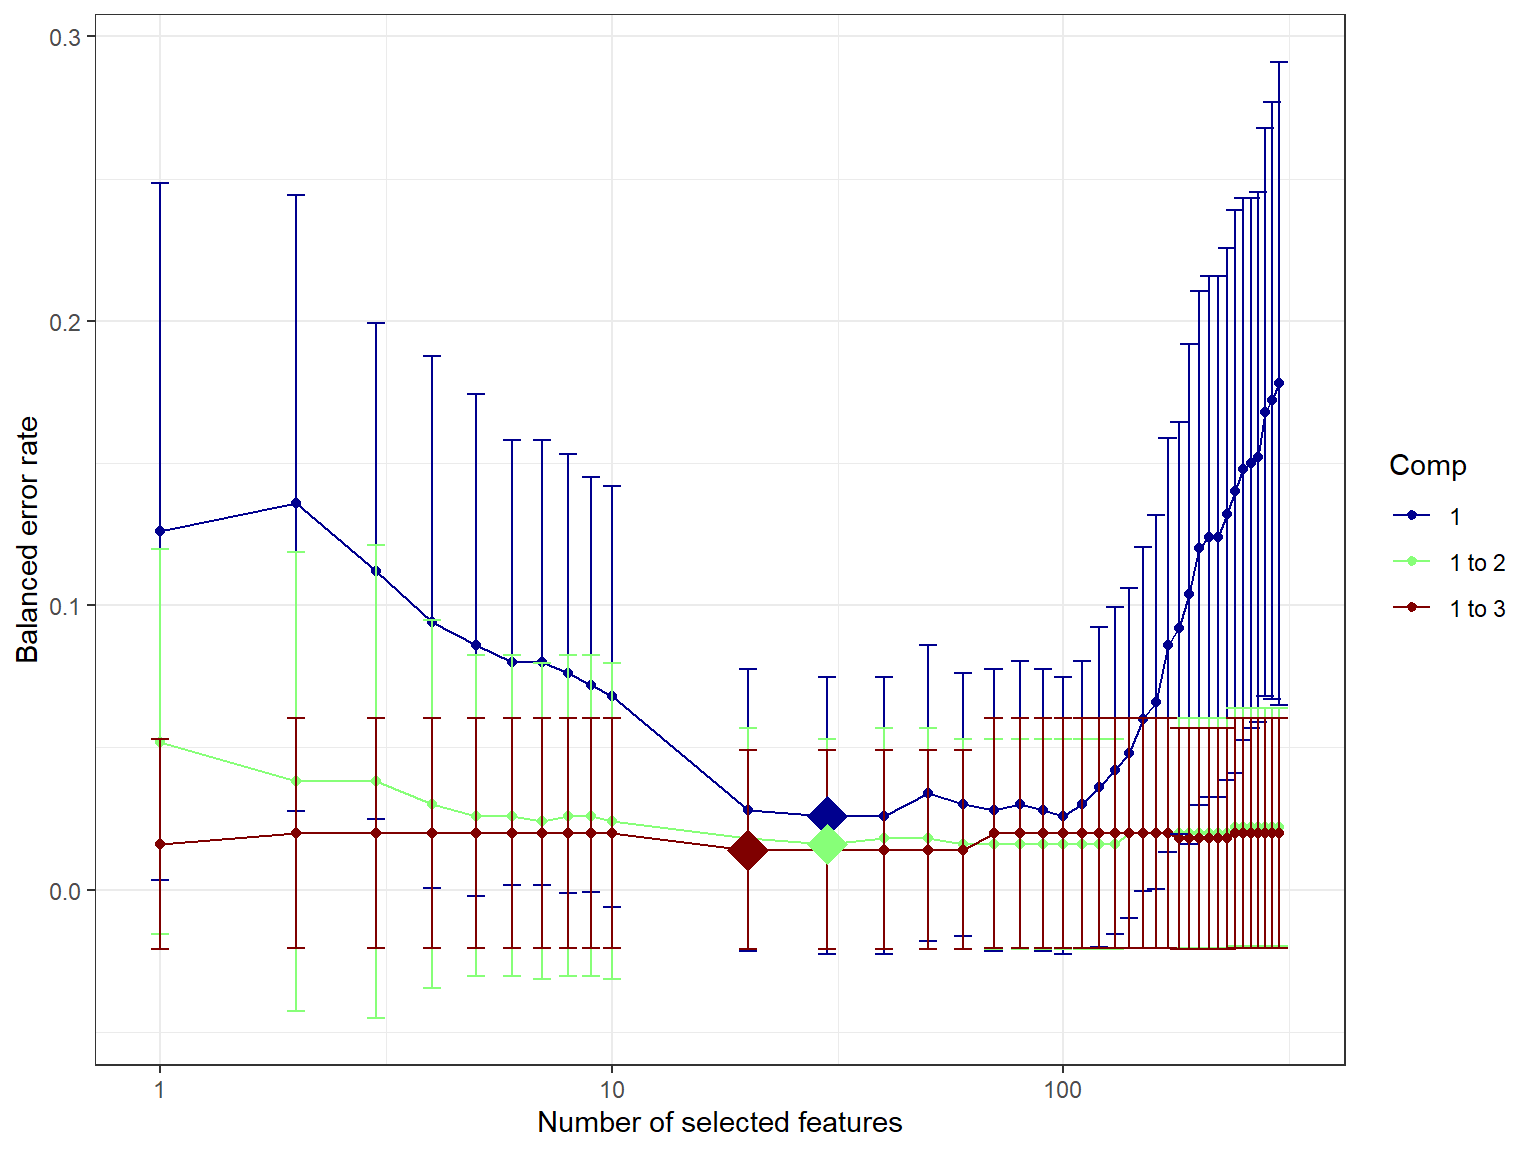 0.3
0.2
0.1
0.0
Balanced error rate
1
10
100
Number of selected features
Comp
1
1 to 2
1 to 3